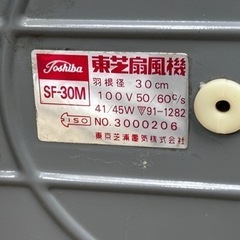 Toshiba 東芝扇風機
SF-30M 羽根径 30cm
100V 50/60c/s
41/45W ▽91-1282
ISO NO.3000206
東京芝浦電気株式会社